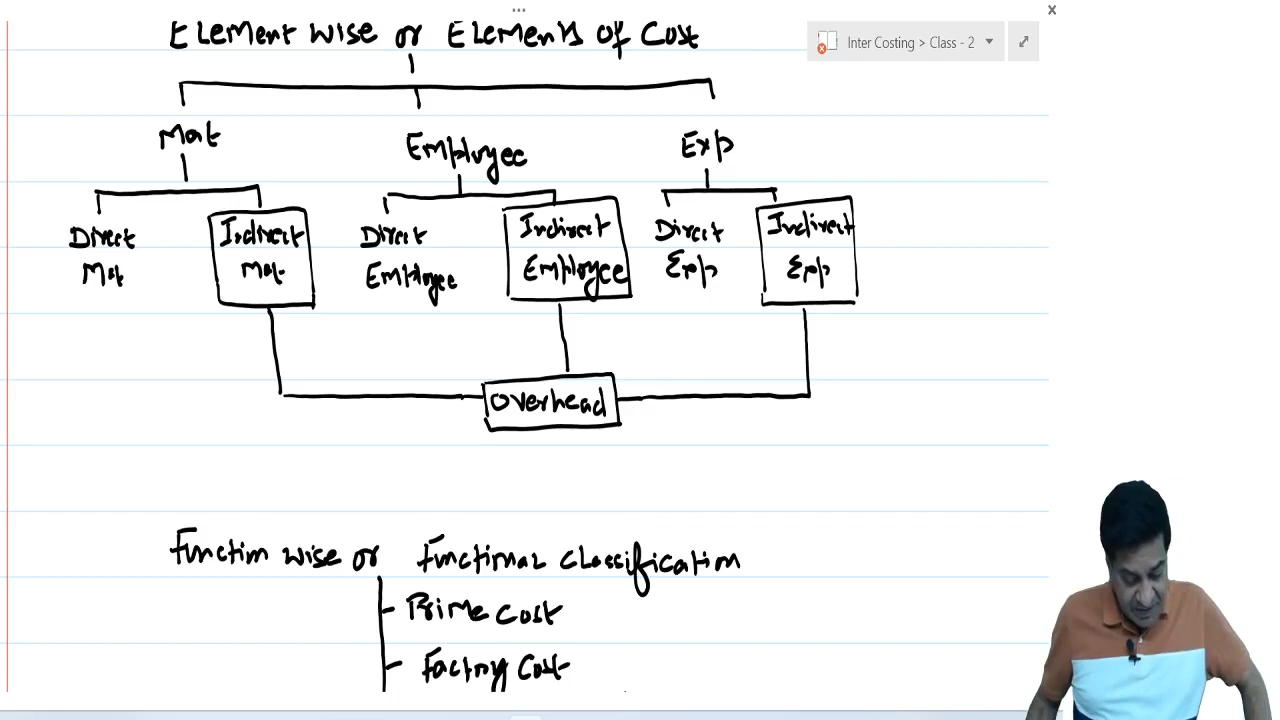 Element wise or Elements of Cost
Inter Costing > Class - 2
Mat
Employee
Exp
Direct
Mat
Indirect
Mat
Direct
Employee
Indirect
Employee
Direct
Exp
Indirect
Exp
Overhead
Function wise or Functional classification
Prime Cost
Factory Cost